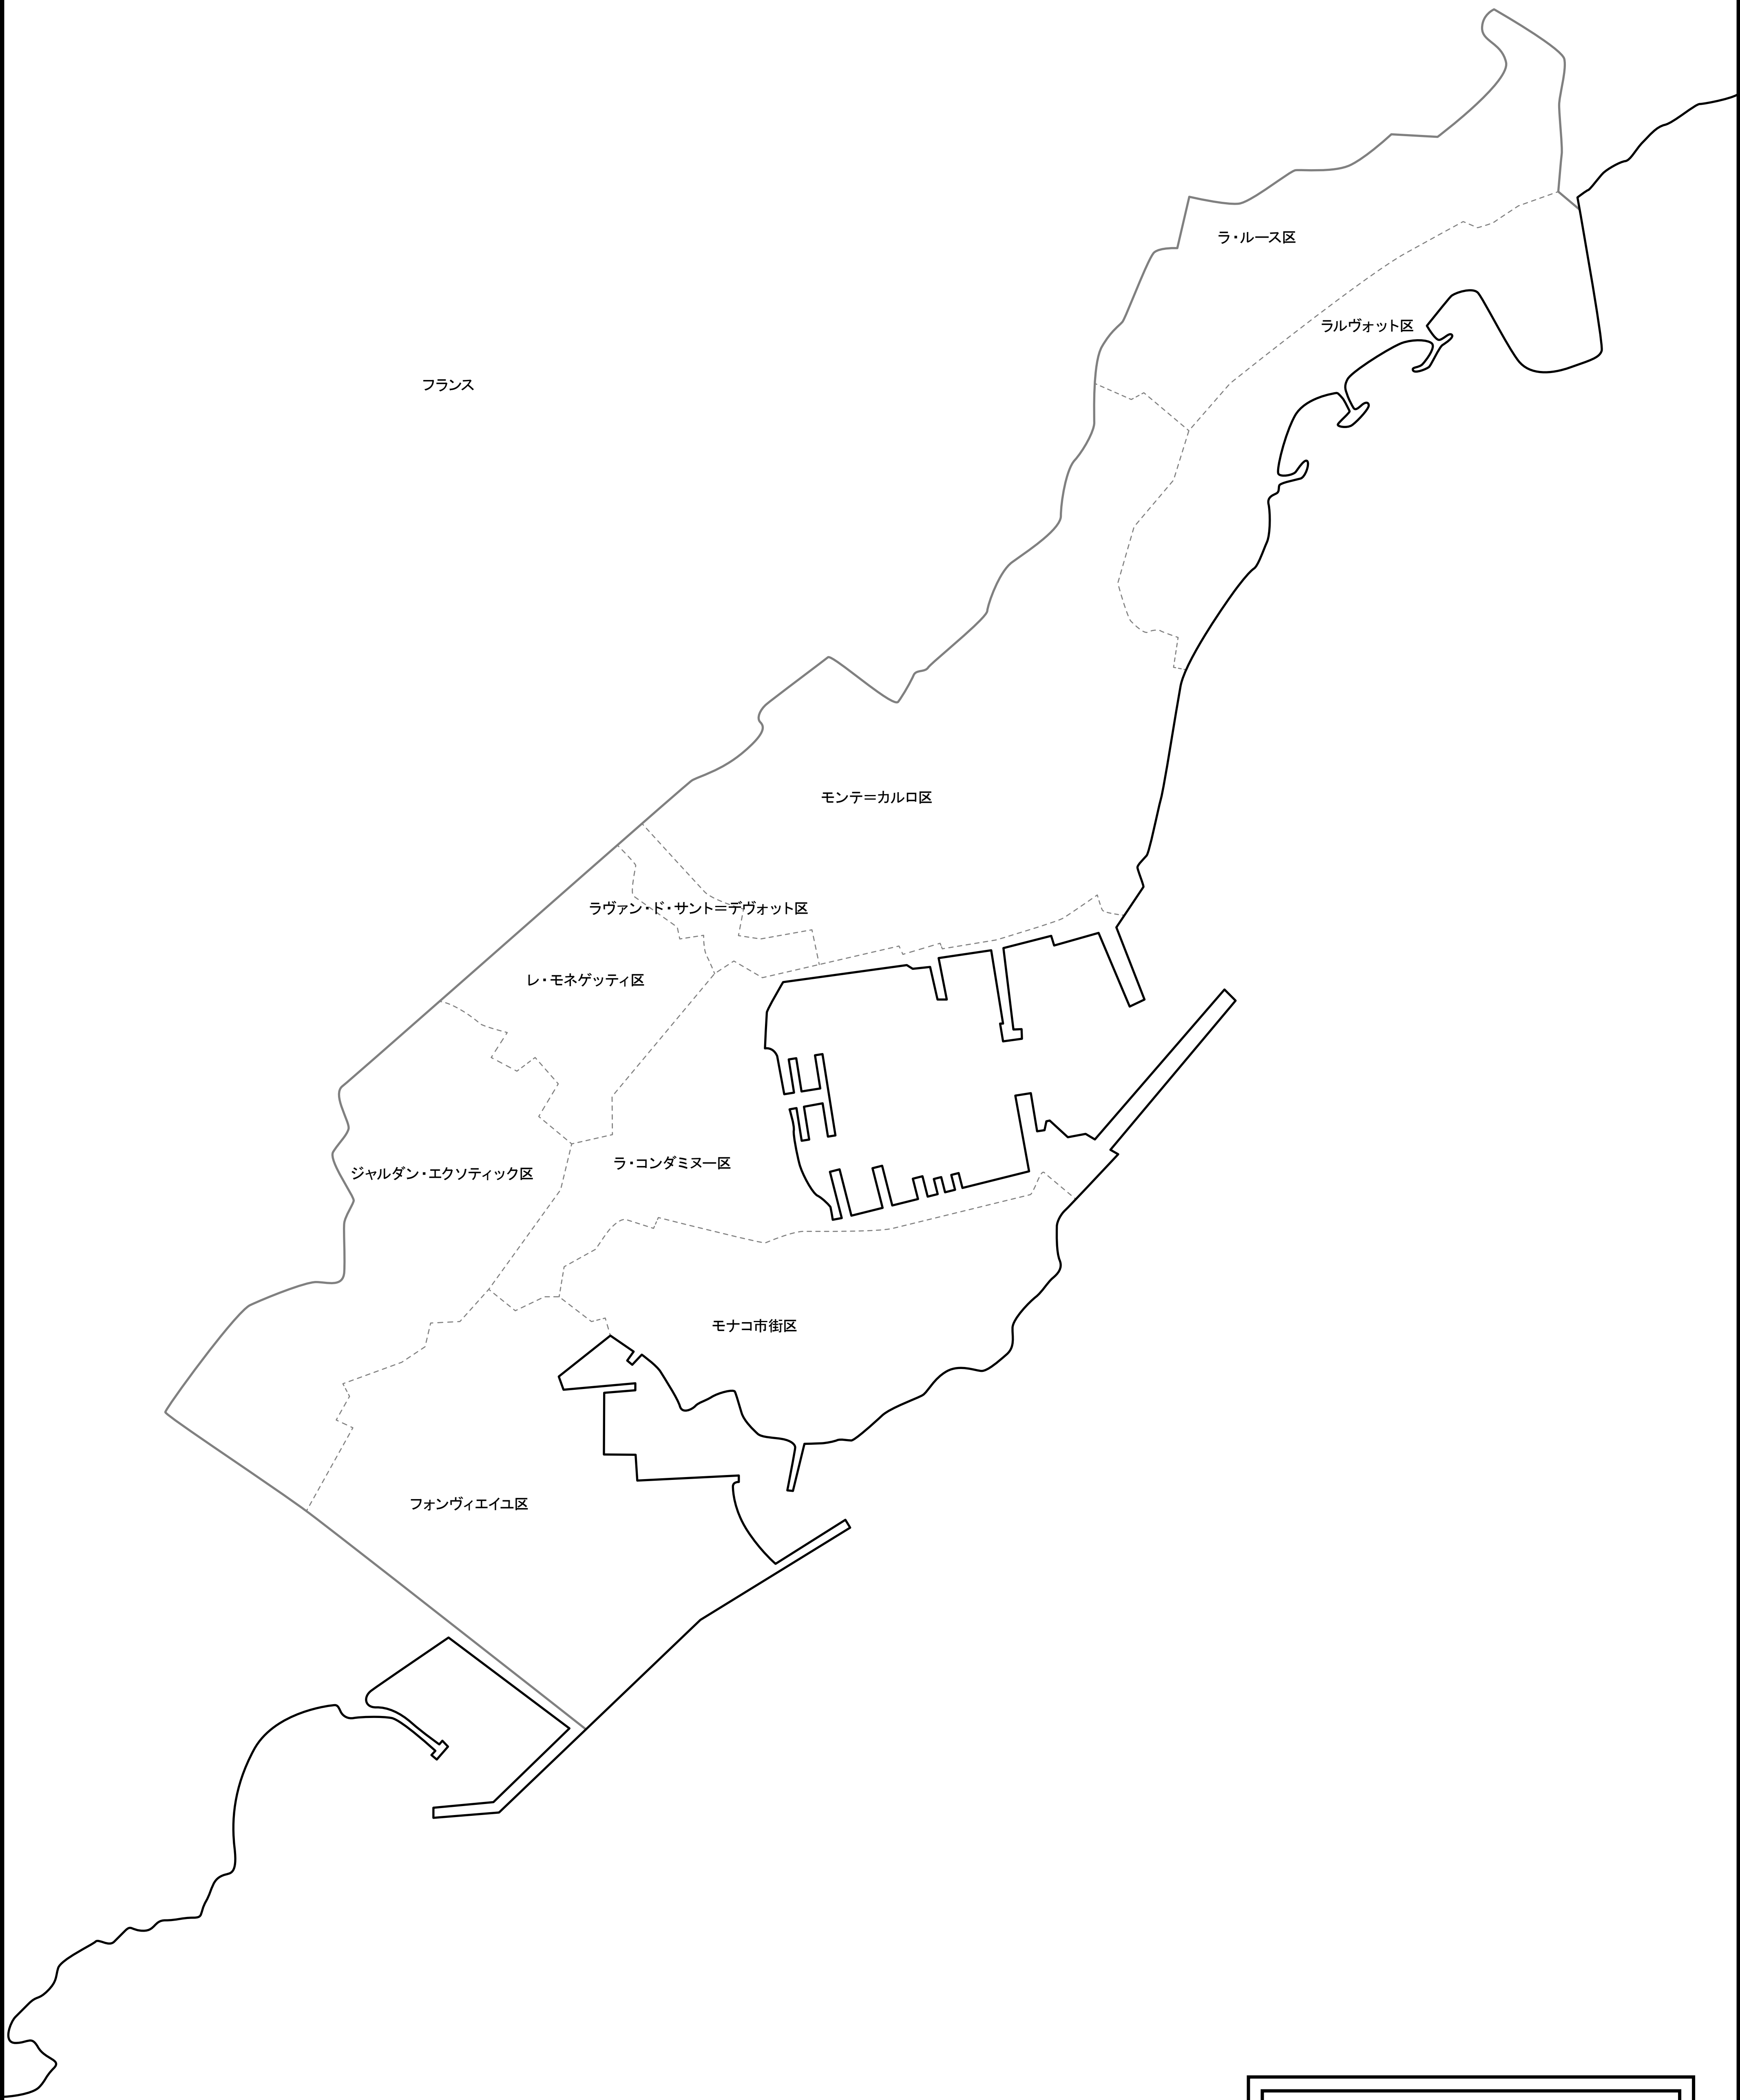 ラ・ルース区
ラルヴォット区
フランス
モンテ＝カルロ区
ラヴァン・ド・サント＝デヴォット区
レ・モネゲッティ区
ラ・コンダミヌー区
ジャルダン・エクソティック区
モナコ市街区
フォンヴィエイユ区